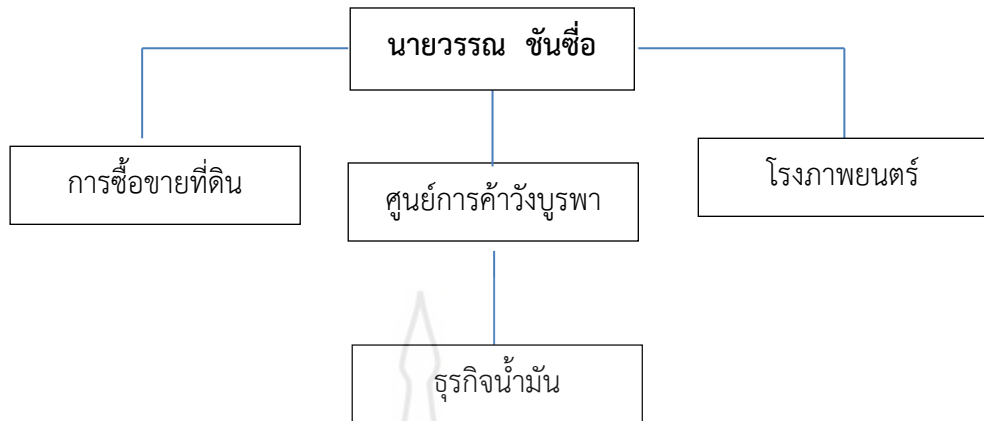 นายวรรณ ชันซื่อ
การซื้อขายที่ดิน
ศูนย์การค้าวังบูรพา
โรงภาพยนตร์
ธุรกิจน้ำมัน